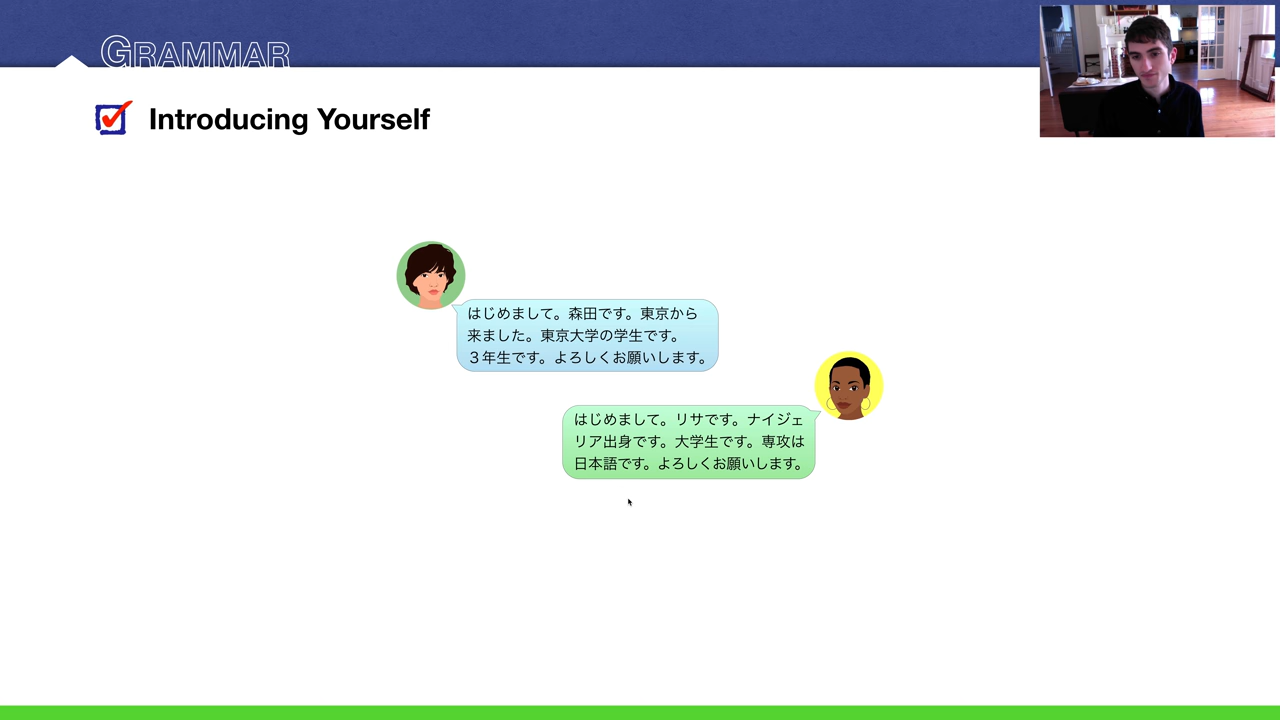 GRAMMAR
Introducing Yourself
はじめまして。森田です。東京から
来ました。東京大学の学生です。
３年生です。よろしくお願いします。
はじめまして。リサです。ナイジェ
リア出身です。大学生です。専攻は
日本語です。よろしくお願いします。